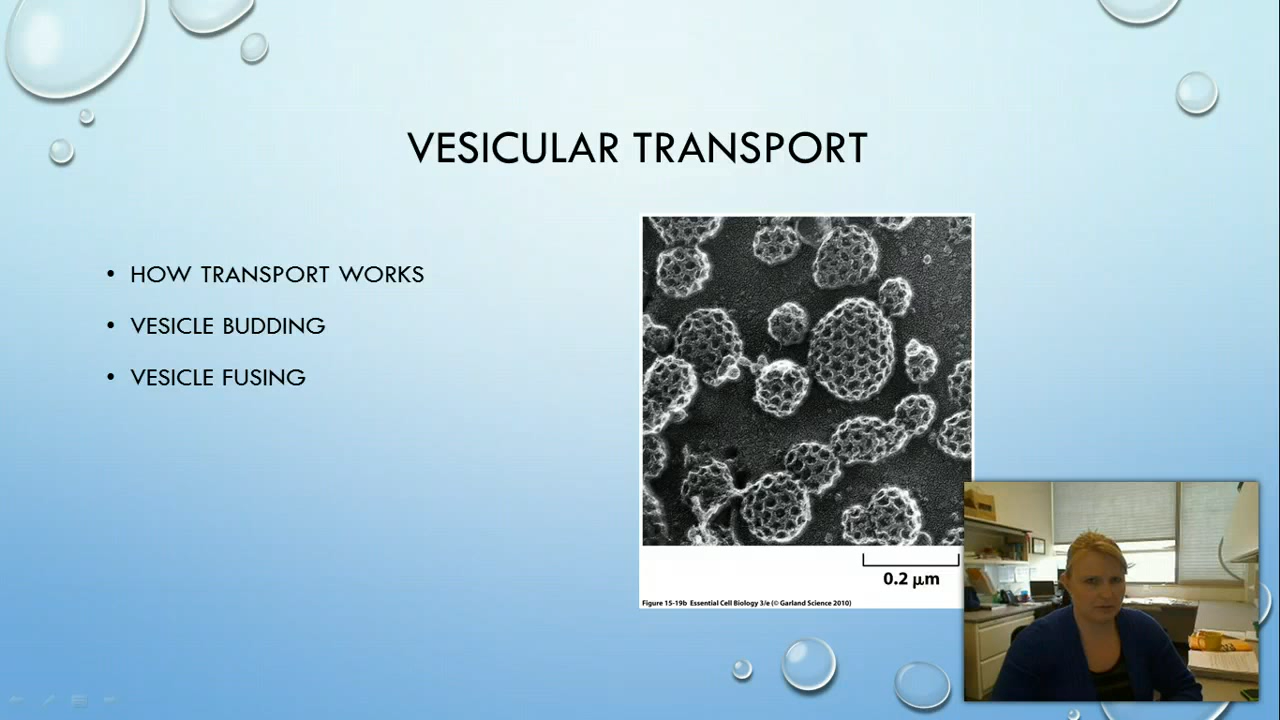 VESICULAR TRANSPORT
• HOW TRANSPORT WORKS
• VESICLE BUDDING
• VESICLE FUSING
0.2 μm
Figure 15-19b Essential Cell Biology 3/e (© Garland Science 2010)